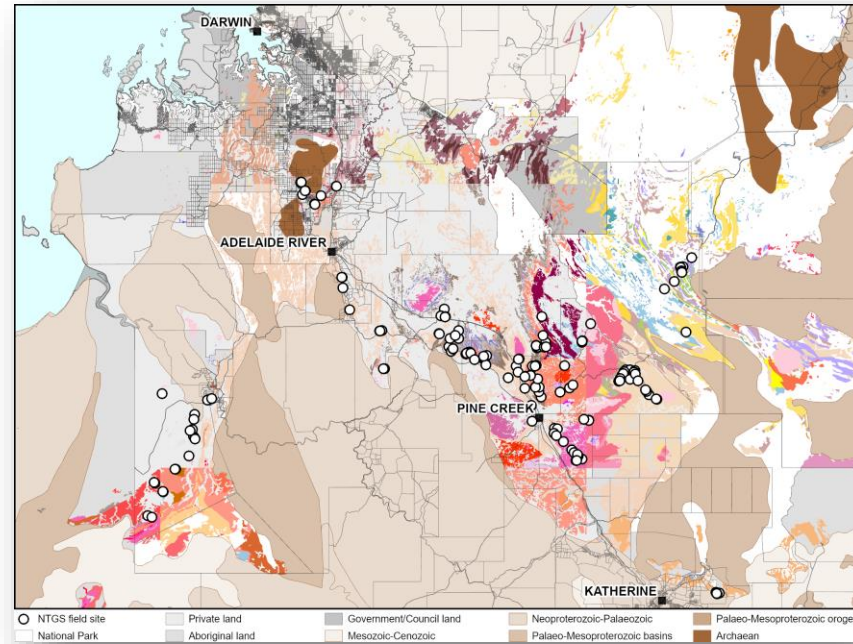 DARWIN
ADELAIDE RIVER
PINE CREEK
KATHERINE
NTGS field site
Private land
Government/Council land
Neoproterozoic-Palaeozoic
Palaeo-Mesoproterozoic oroge
National Park
Aboriginal land
Mesozoic-Cenozoic
Palaeo-Mesoproterozoic basins
Archaean